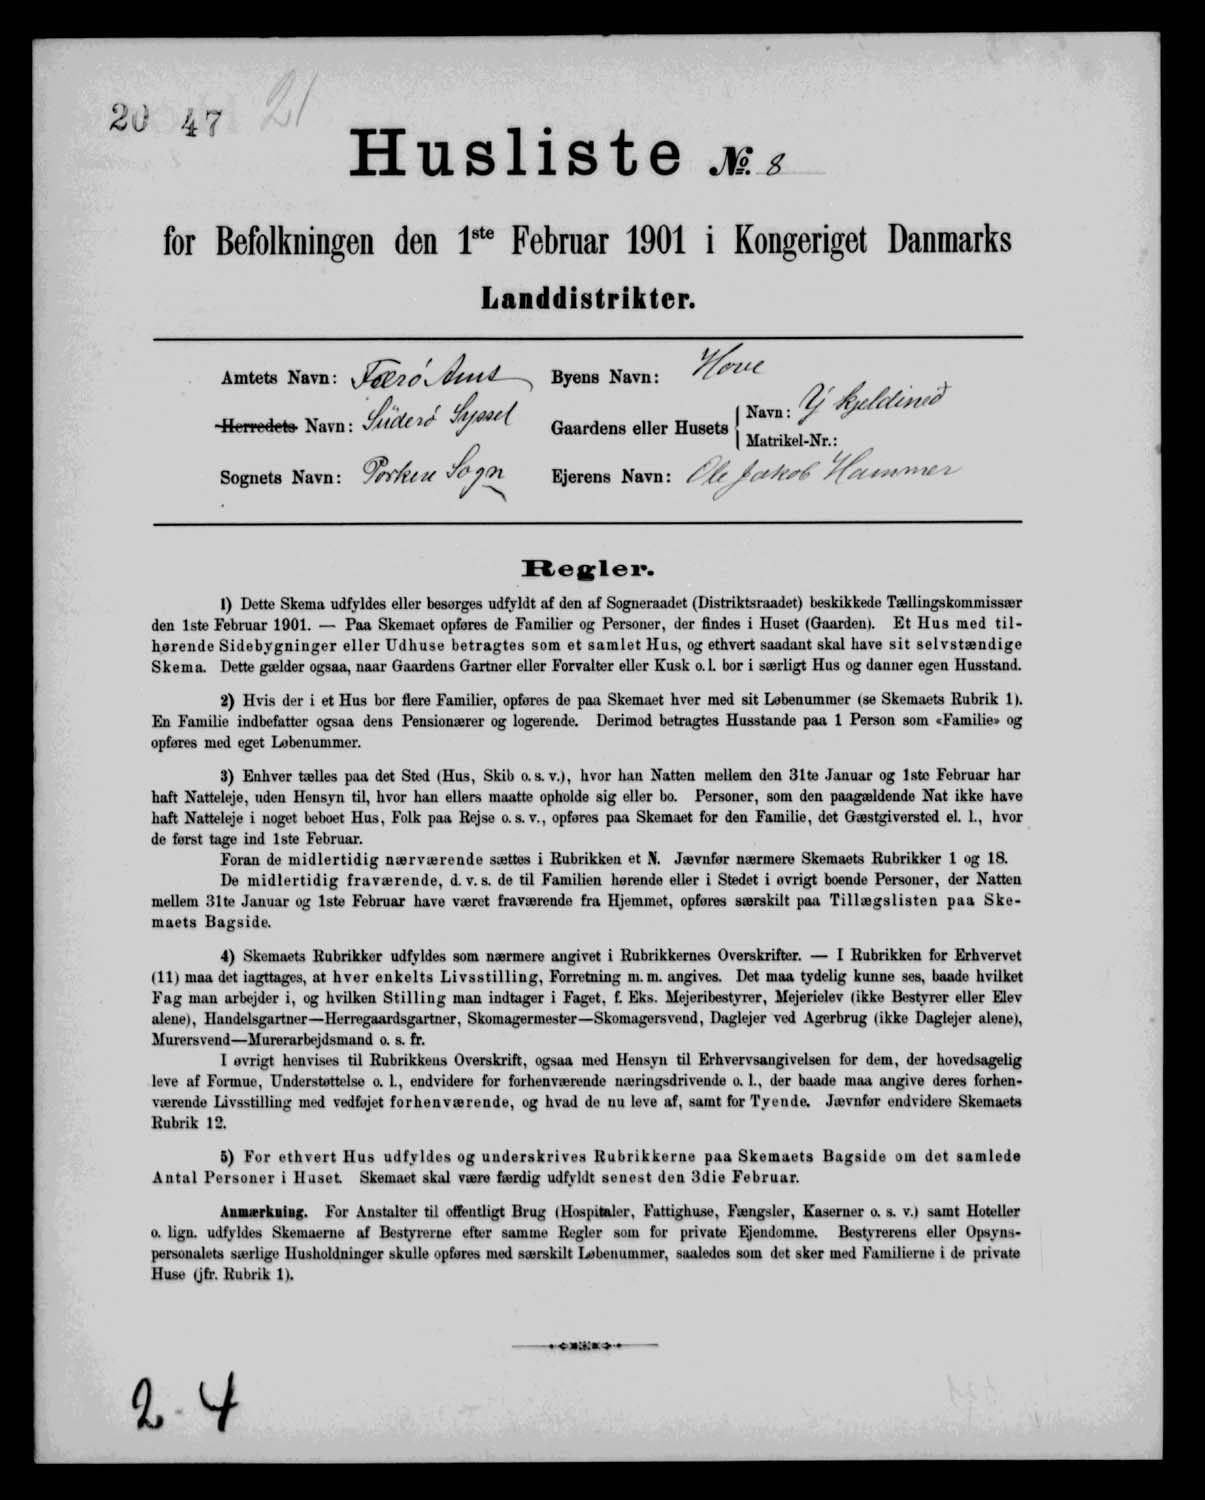 20 47 21
Husliste No. 8
for Befolkningen den 1ste Februar 1901 i Kongeriget Danmarks
Landdistrikter.
Amtets Navn: Færø Amt Byens Navn: Hove
Herredets Navn: Süderø Syssel Gaardens eller Husets Navn: Yj kjeldineð
Matrikel-Nr.:
Sognets Navn: Porkere Sogn Ejerens Navn: Ole Jakob Hammer
Regler.
1) Dette Skema udfyldes eller besørges udfyldt af den af Sogneraadet (Distriktsraadet) beskikkede Tællingskommissær
den 1ste Februar 1901. — Paa Skemaet opføres de Familier og Personer, der findes i Huset (Gaarden). Et Hus med til-
hørende Sidebygninger eller Udhuse betragtes som et samlet Hus, og ethvert saadant skal have sit selvstændige
Skema. Dette gælder ogsaa, naar Gaardens Gartner eller Forvalter eller Kusk o. l. bor i særligt Hus og danner egen Husstand.
2) Hvis der i et Hus bor flere Familier, opføres de paa Skemaet hver med sit Løbenummer (se Skemaets Rubrik 1).
En Familie indbefatter ogsaa dens Pensionærer og logerende. Derimod betragtes Husstande paa 1 Person som «Familie» og
opføres med eget Løbenummer.
3) Enhver tælles paa det Sted (Hus, Skib o. s. v.), hvor han Natten mellem den 31te Januar og 1ste Februar har
haft Natteleje, uden Hensyn til, hvor han ellers maatte opholde sig eller bo. Personer, som den paagældende Nat ikke have
haft Natteleje i noget beboet Hus, Folk paa Rejse o. s. v., opføres paa Skemaet for den Familie, det Gæstgiversted el. l., hvor
de først tage ind 1ste Februar.
Foran de midlertidig nærværende sættes i Rubrikken et N. Jævnfør nærmere Skemaets Rubrikker 1 og 18.
De midlertidig fraværende, d. v. s. de til Familien hørende eller i Stedet i øvrigt boende Personer, der Natten
mellem 31te Januar og 1ste Februar have været fraværende fra Hjemmet, opføres særskilt paa Tillægslisten paa Ske-
maets Bagside.
4) Skemaets Rubrikker udfyldes som nærmere angivet i Rubrikkernes Overskrifter. — I Rubrikken for Erhvervet
(11) maa det iagttages, at hver enkelts Livsstilling, Forretning m. m. angives. Det maa tydelig kunne ses, baade hvilket
Fag man arbejder i, og hvilken Stilling man indtager i Faget, f. Eks. Mejeribestyrer, Mejerielev (ikke Bestyrer eller Elev
alene), Handelsgartner—Herregaardsgartner, Skomagermester—Skomagersvend, Daglejer ved Agerbrug (ikke Daglejer alene),
Murersvend—Murerarbejdsmand o. s. fr.
I øvrigt henvises til Rubrikkens Overskrift, ogsaa med Hensyn til Erhvervsangivelsen for dem, der hovedsagelig
leve af Formue, Understøttelse o. l., endvidere for forhenværende næringsdrivende o. l., der baade maa angive deres forhen-
værende Livsstilling med vedføjet forhenværende, og hvad de nu leve af, samt for Tyende. Jævnfør endvidere Skemaets
Rubrik 12.
5) For ethvert Hus udfyldes og underskrives Rubrikkerne paa Skemaets Bagside om det samlede
Antal Personer i Huset. Skemaet skal være færdig udfyldt senest den 3die Februar.
Anmærkning. For Anstalter til offentligt Brug (Hospitaler, Fattighuse, Fængsler, Kaserner o. s. v.) samt Hoteller
o. lign. udfyldes Skemaerne af Bestyrerne efter samme Regler som for private Ejendomme. Bestyrerens eller Opsyns-
personalets særlige Husholdninger skulle opføres med særskilt Løbenummer, saaledes som det sker med Familierne i de private
Huse (jfr. Rubrik 1).
2 - 4